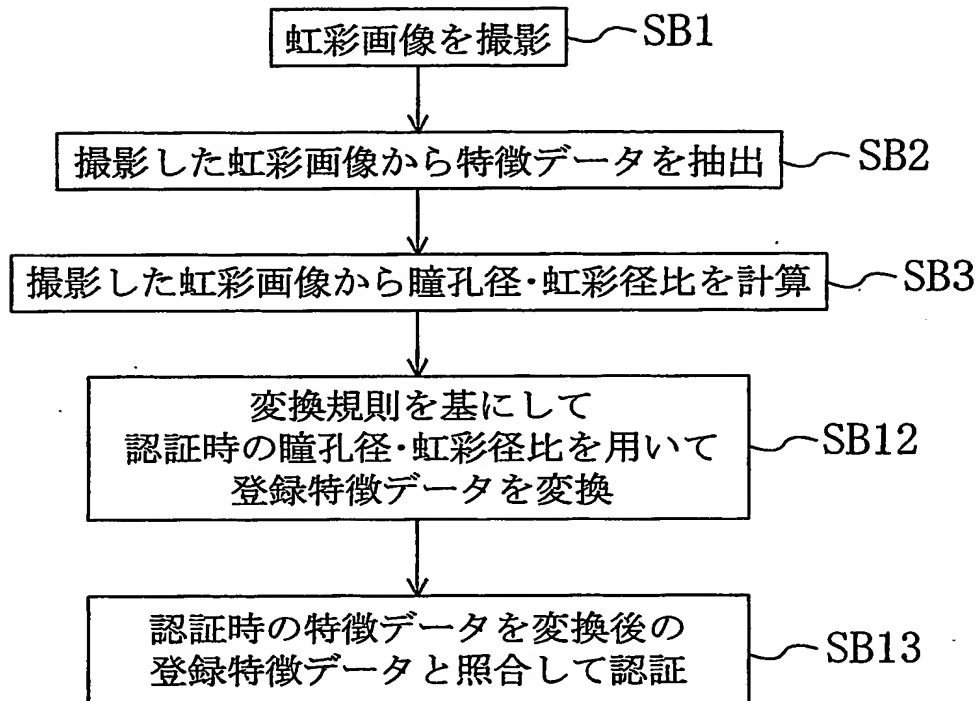 虹彩画像を撮影 SB1
撮影した虹彩画像から特徴データを抽出 SB2
撮影した虹彩画像から瞳孔径・虹彩径比を計算 SB3
変換規則を基にして
認証時の瞳孔径・虹彩径比を用いて SB12
登録特徴データを変換
認証時の特徴データを変換後の
登録特徴データと照合して認証 SB13